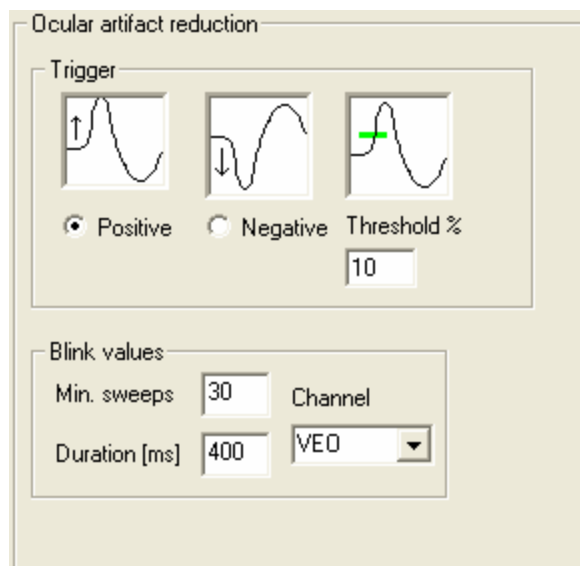 Ocular artifact reduction
Trigger
Positive
Negative
Threshold %
10
Blink values
Min. sweeps
30
Channel
Duration [ms]
400
VEO